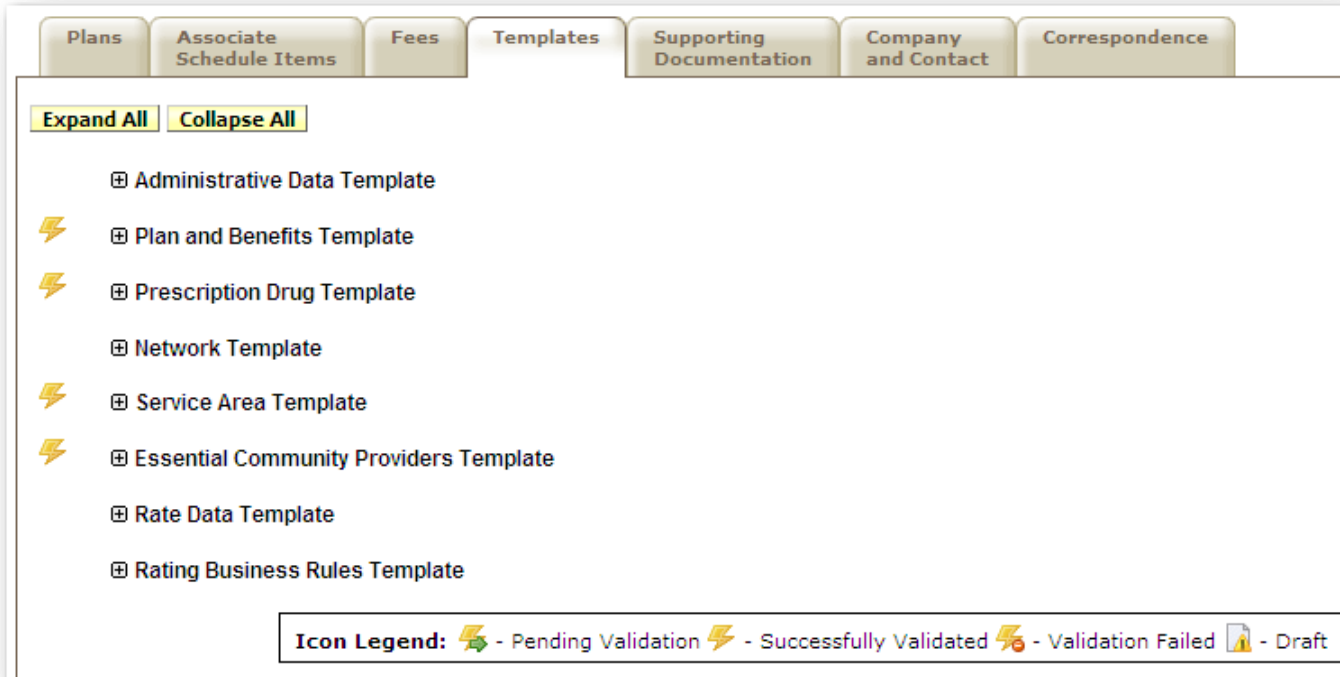 Plans
Associate
Schedule Items
Fees
Templates
Supporting
Documentation
Company
and Contact
Correspondence
Expand All
Collapse All
Administrative Data Template
Plan and Benefits Template
Prescription Drug Template
Network Template
Service Area Template
Essential Community Providers Template
Rate Data Template
Rating Business Rules Template
Icon Legend: - Pending Validation - Successfully Validated - Validation Failed - Draft